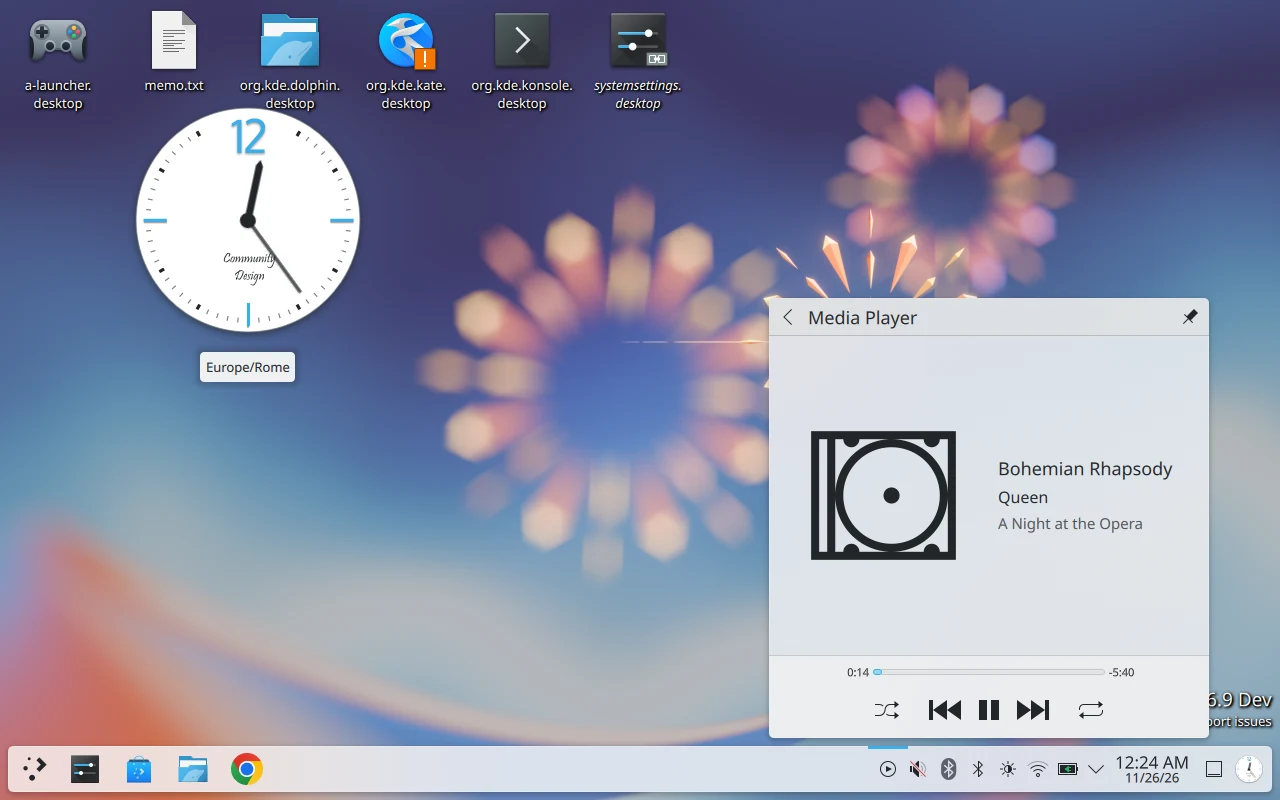 a-launcher.
desktop
memo.txt
org.kde.dolphin.
desktop
org.kde.kate.
desktop
org.kde.konsole.
desktop
systemsettings.
desktop
12
Community
Design
Europe/Rome
Media Player
Bohemian Rhapsody
Queen
A Night at the Opera
0:14
-5:40
6.9 Dev
port issues
12:24 AM
11/26/26